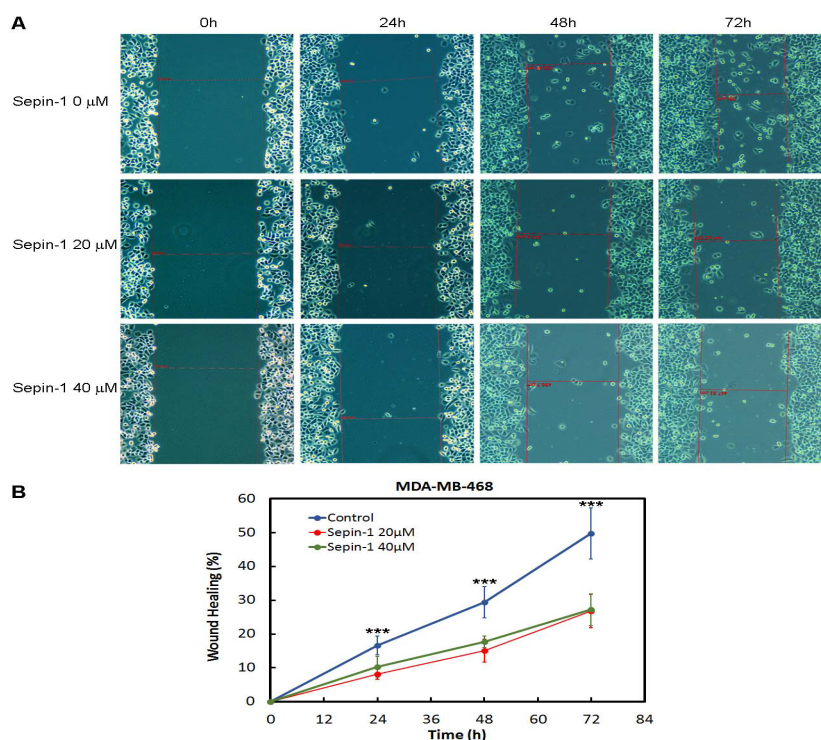 A
0h 24h 48h 72h
Sepin-1 0 µM
Sepin-1 20 µM
Sepin-1 40 µM
B
MDA-MB-468
60
50
40
30
20
10
0
Wound Healing (%)
Control
Sepin-1 20µM
Sepin-1 40µM
*** *** ***
0 12 24 36 48 60 72 84
Time (h)